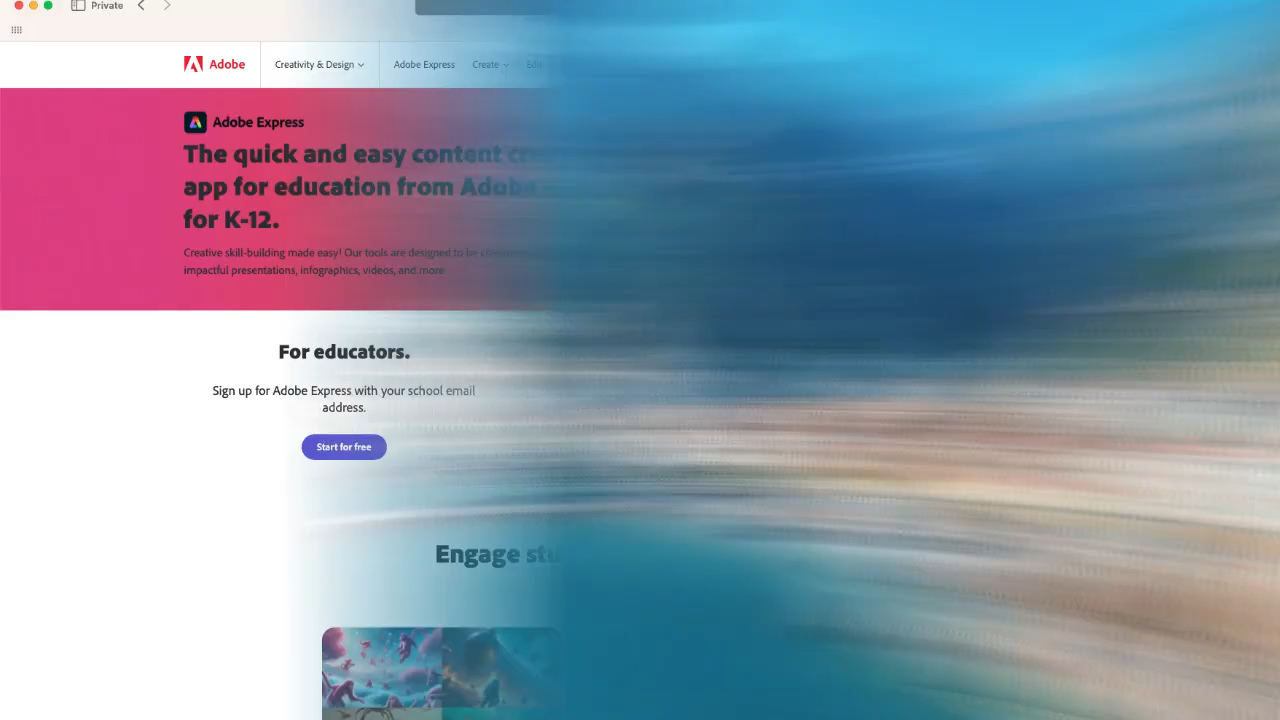 Private
Adobe
Creativity & Design
Adobe Express
Create
Edit
Adobe Express
The quick and easy content
app for education from Adobe
for K-12.
Creative skill-building made easy! Our tools are designed to be
impactful presentations, infographics, videos, and more.
For educators.
Sign up for Adobe Express with your school email
address.
Start for free
Engage